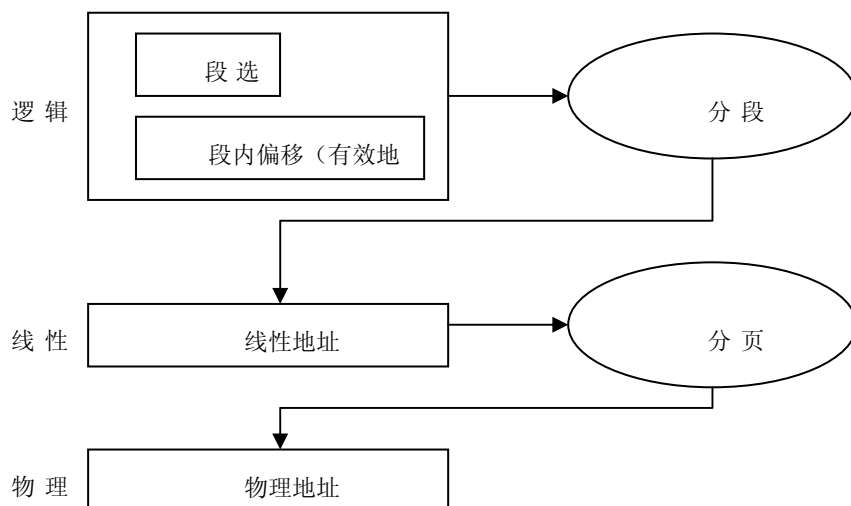 段 选
逻 辑
分 段
段内偏移（有效地
线 性
线性地址
分 页
物 理
物理地址